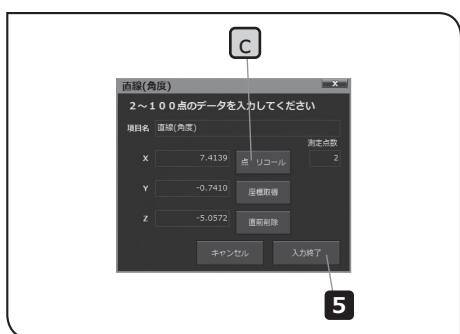 C
直線(角度)
2～100点のデータを入力してください
項目名 直線(角度)
測定点数
X 7.4139 点 リコール 2
Y -0.7410 座標取得
Z -5.0572 直前削除
キャンセル 入力終了
5